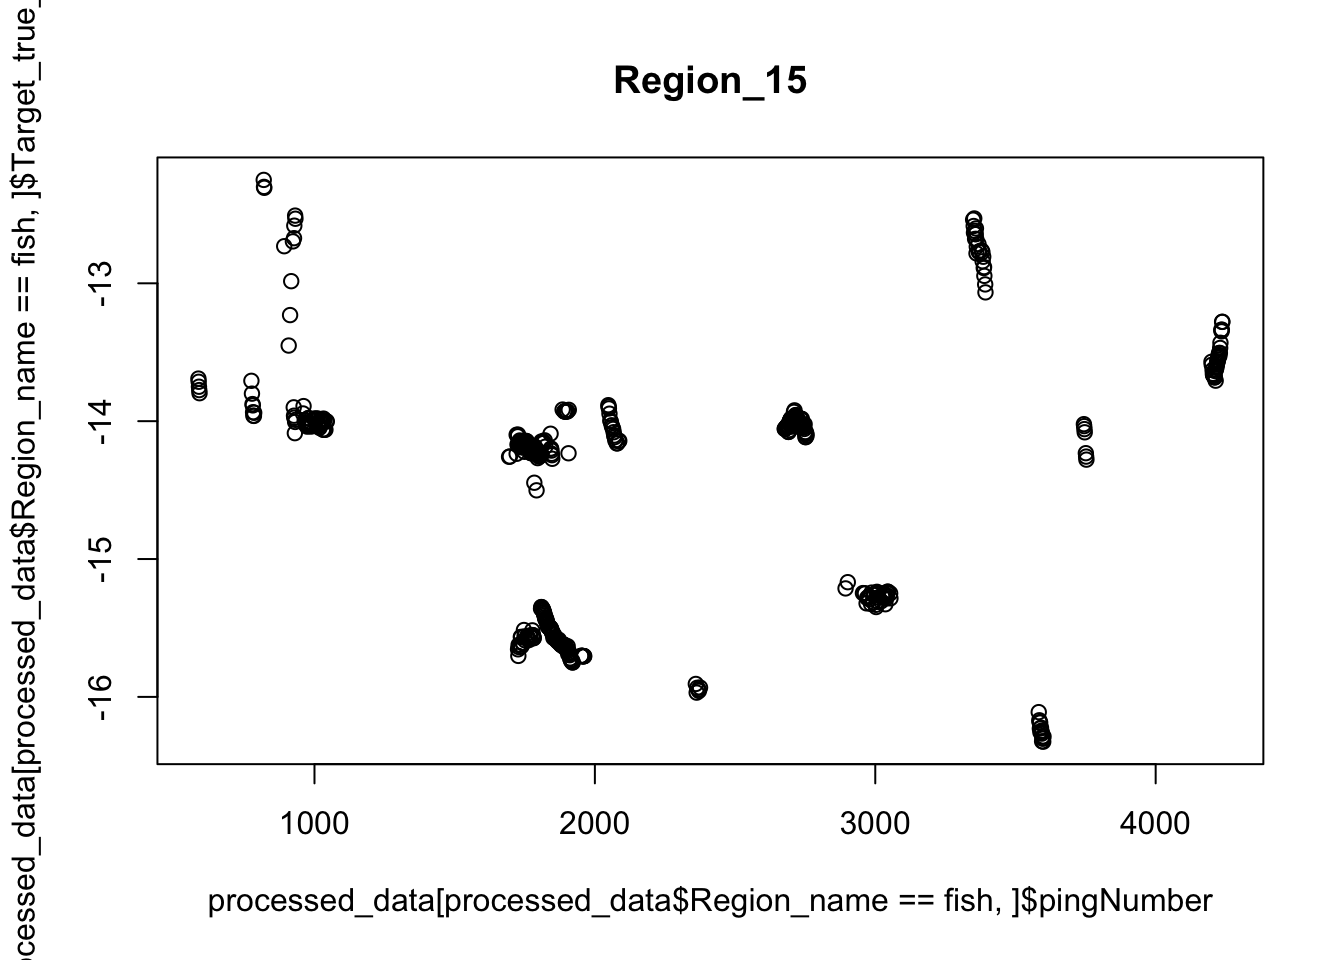 Region_15
processed_data[processed_data$Region_name == fish, ]$Target_true_
-13
-14
-15
-16
1000 2000 3000 4000
processed_data[processed_data$Region_name == fish, ]$pingNumber